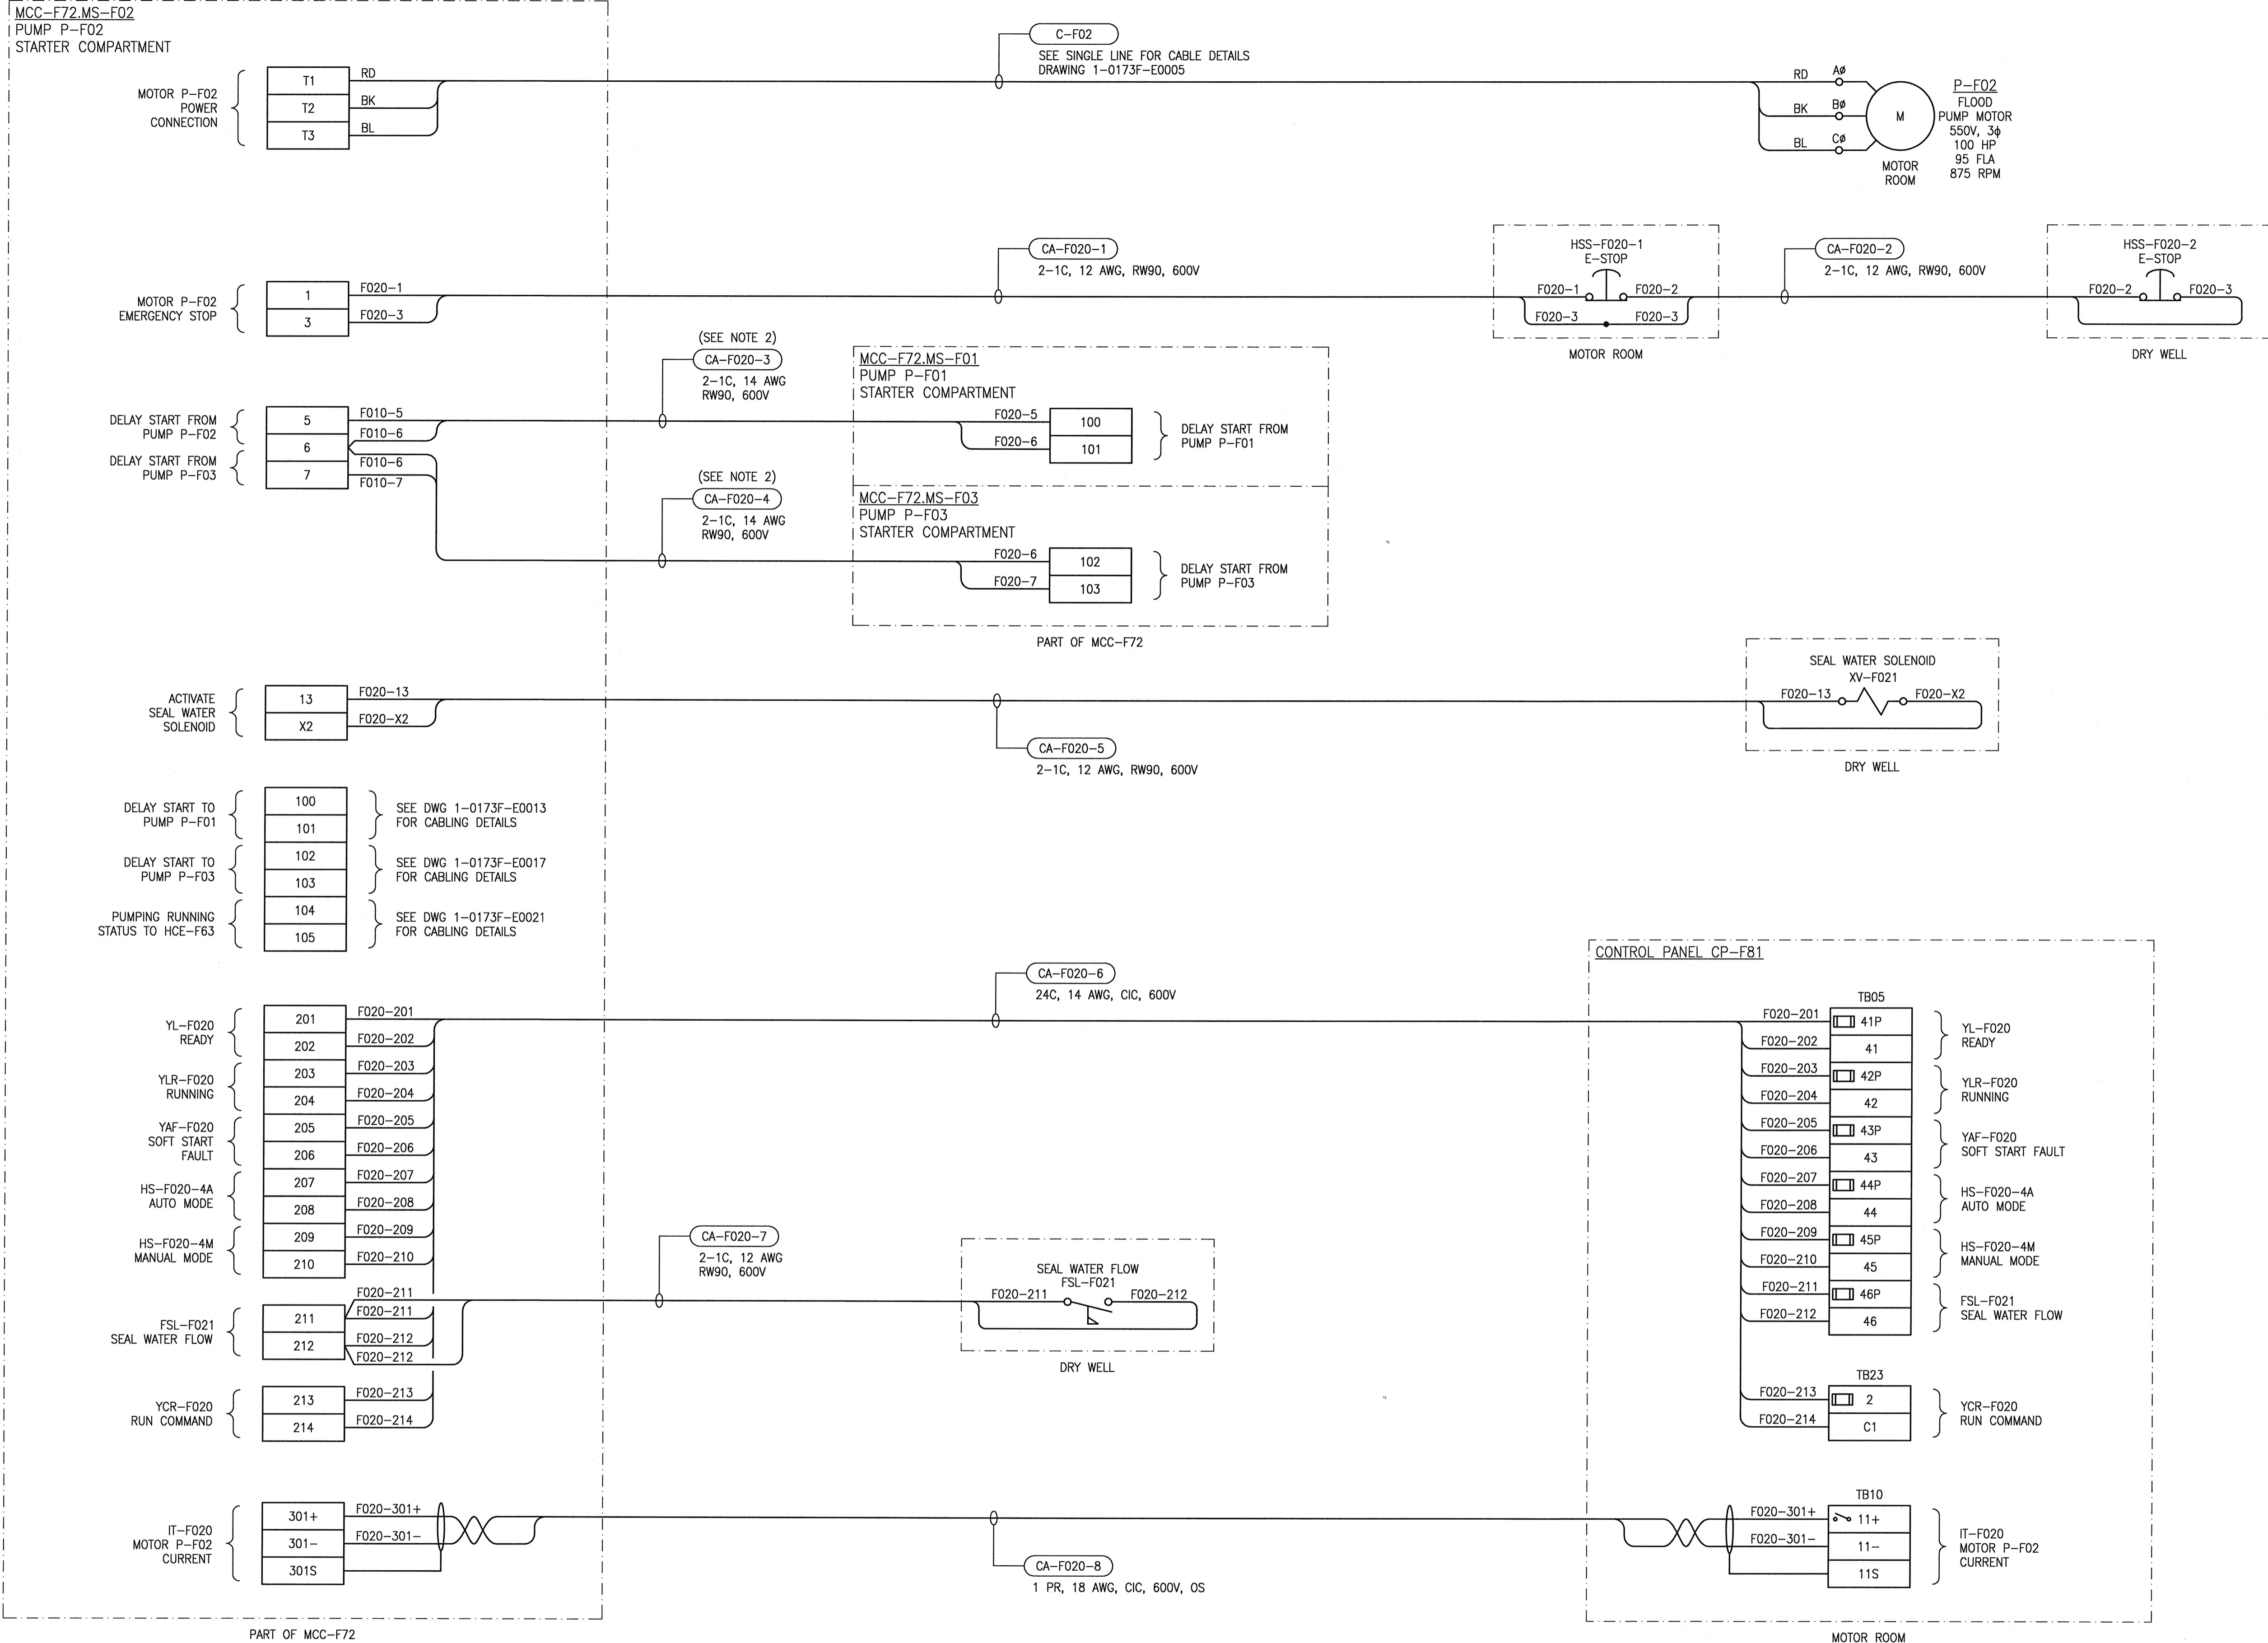 MCC-F72.MS-F02
PUMP P-F02
STARTER COMPARTMENT
MOTOR P-F02
POWER
CONNECTION
T1
T2
T3
RD
BK
BL
C-F02
SEE SINGLE LINE FOR CABLE DETAILS
DRAWING 1-0173F-E0005
RD
BK
BL
AØ
BØ
CØ
M
MOTOR
ROOM
P-F02
FLOOD
PUMP MOTOR
550V, 3ϕ
100 HP
95 FLA
875 RPM
MOTOR P-F02
EMERGENCY STOP
1
3
F020-1
F020-3
CA-F020-1
2-1C, 12 AWG, RW90, 600V
HSS-F020-1
E-STOP
F020-1
F020-2
F020-3
F020-3
MOTOR ROOM
CA-F020-2
2-1C, 12 AWG, RW90, 600V
HSS-F020-2
E-STOP
F020-2
F020-3
DRY WELL
DELAY START FROM
PUMP P-F02
DELAY START FROM
PUMP P-F03
5
6
7
F010-5
F010-6
F010-6
F010-7
(SEE NOTE 2)
CA-F020-3
2-1C, 14 AWG
RW90, 600V
MCC-F72.MS-F01
PUMP P-F01
STARTER COMPARTMENT
F020-5
F020-6
100
101
DELAY START FROM
PUMP P-F01
(SEE NOTE 2)
CA-F020-4
2-1C, 14 AWG
RW90, 600V
MCC-F72.MS-F03
PUMP P-F03
STARTER COMPARTMENT
F020-6
F020-7
102
103
DELAY START FROM
PUMP P-F03
PART OF MCC-F72
ACTIVATE
SEAL WATER
SOLENOID
13
X2
F020-13
F020-X2
CA-F020-5
2-1C, 12 AWG, RW90, 600V
SEAL WATER SOLENOID
XV-F021
F020-13
F020-X2
DRY WELL
DELAY START TO
PUMP P-F01
100
101
SEE DWG 1-0173F-E0013
FOR CABLING DETAILS
DELAY START TO
PUMP P-F03
102
103
SEE DWG 1-0173F-E0017
FOR CABLING DETAILS
PUMPING RUNNING
STATUS TO HCE-F63
104
105
SEE DWG 1-0173F-E0021
FOR CABLING DETAILS
YL-F020
READY
YLR-F020
RUNNING
YAF-F020
SOFT START
FAULT
HS-F020-4A
AUTO MODE
HS-F020-4M
MANUAL MODE
FSL-F021
SEAL WATER FLOW
YCR-F020
RUN COMMAND
201
202
203
204
205
206
207
208
209
210
211
212
213
214
F020-201
F020-202
F020-203
F020-204
F020-205
F020-206
F020-207
F020-208
F020-209
F020-210
F020-211
F020-211
F020-212
F020-212
F020-213
F020-214
CA-F020-6
24C, 14 AWG, CIC, 600V
CA-F020-7
2-1C, 12 AWG
RW90, 600V
SEAL WATER FLOW
FSL-F021
F020-211
F020-212
DRY WELL
CONTROL PANEL CP-F81
TB05
F020-201
F020-202
F020-203
F020-204
F020-205
F020-206
F020-207
F020-208
F020-209
F020-210
F020-211
F020-212
41P
41
42P
42
43P
43
44P
44
45P
45
46P
46
YL-F020
READY
YLR-F020
RUNNING
YAF-F020
SOFT START FAULT
HS-F020-4A
AUTO MODE
HS-F020-4M
MANUAL MODE
FSL-F021
SEAL WATER FLOW
TB23
F020-213
F020-214
2
C1
YCR-F020
RUN COMMAND
IT-F020
MOTOR P-F02
CURRENT
301+
301-
301S
F020-301+
F020-301-
CA-F020-8
1 PR, 18 AWG, CIC, 600V, OS
TB10
F020-301+
F020-301-
11+
11-
11S
IT-F020
MOTOR P-F02
CURRENT
PART OF MCC-F72
MOTOR ROOM